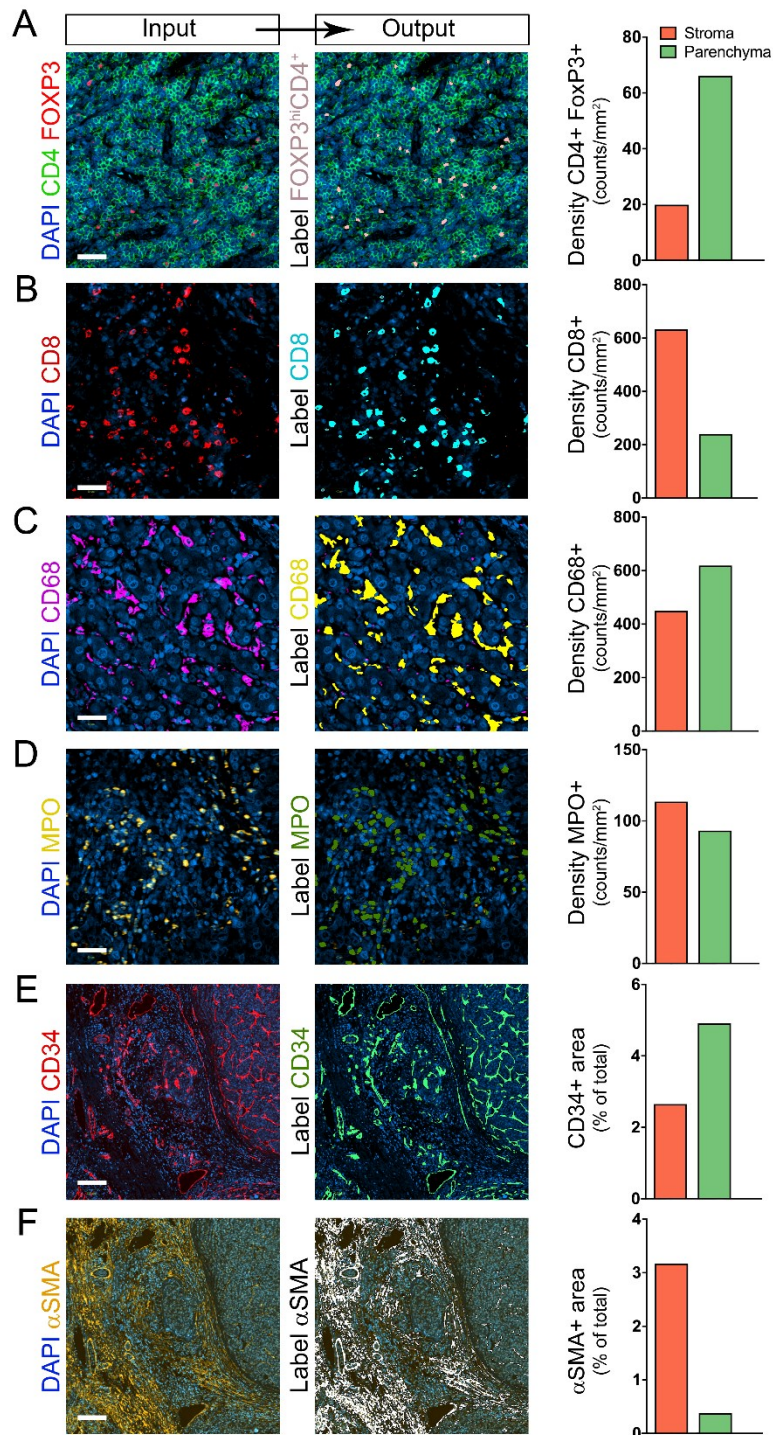 A
Input
Output
DAPI CD4 FOXP3
Label FOXP3hiCD4+
Stroma
Parenchyma
Density CD4+ FoxP3+
(counts/mm²)
80
60
40
20
0
B
DAPI CD8
Label CD8
Density CD8+
(counts/mm²)
800
600
400
200
0
C
DAPI CD68
Label CD68
Density CD68+
(counts/mm²)
800
600
400
200
0
D
DAPI MPO
Label MPO
Density MPO+
(counts/mm²)
150
100
50
0
E
DAPI CD34
Label CD34
CD34+ area
(% of total)
6
4
2
0
F
DAPI αSMA
Label αSMA
αSMA+ area
(% of total)
4
3
2
1
0